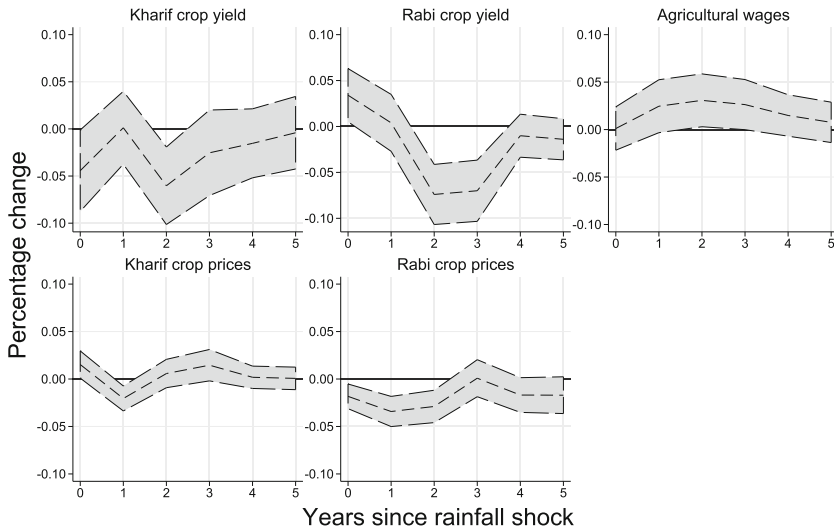 Kharif crop yield
Rabi crop yield
Agricultural wages
0.10
0.05
0.00
-0.05
-0.10
0 1 2 3 4 5
0.10
0.05
0.00
-0.05
-0.10
0 1 2 3 4 5
0.10
0.05
0.00
-0.05
-0.10
0 1 2 3 4 5
Percentage change
Kharif crop prices
Rabi crop prices
0.10
0.05
0.00
-0.05
-0.10
0 1 2 3 4 5
0.10
0.05
0.00
-0.05
-0.10
0 1 2 3 4 5
Years since rainfall shock